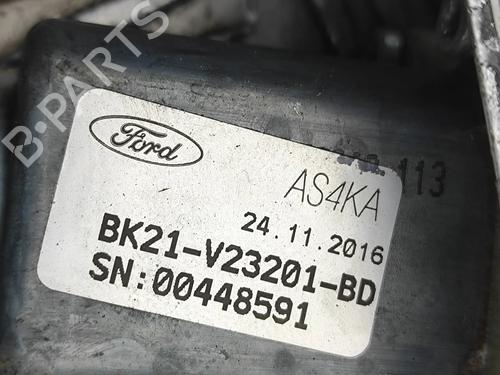 B-PARTS
Ford
113
AS4KA
24.11.2016
BK21-V23201-BD
SN:00448591